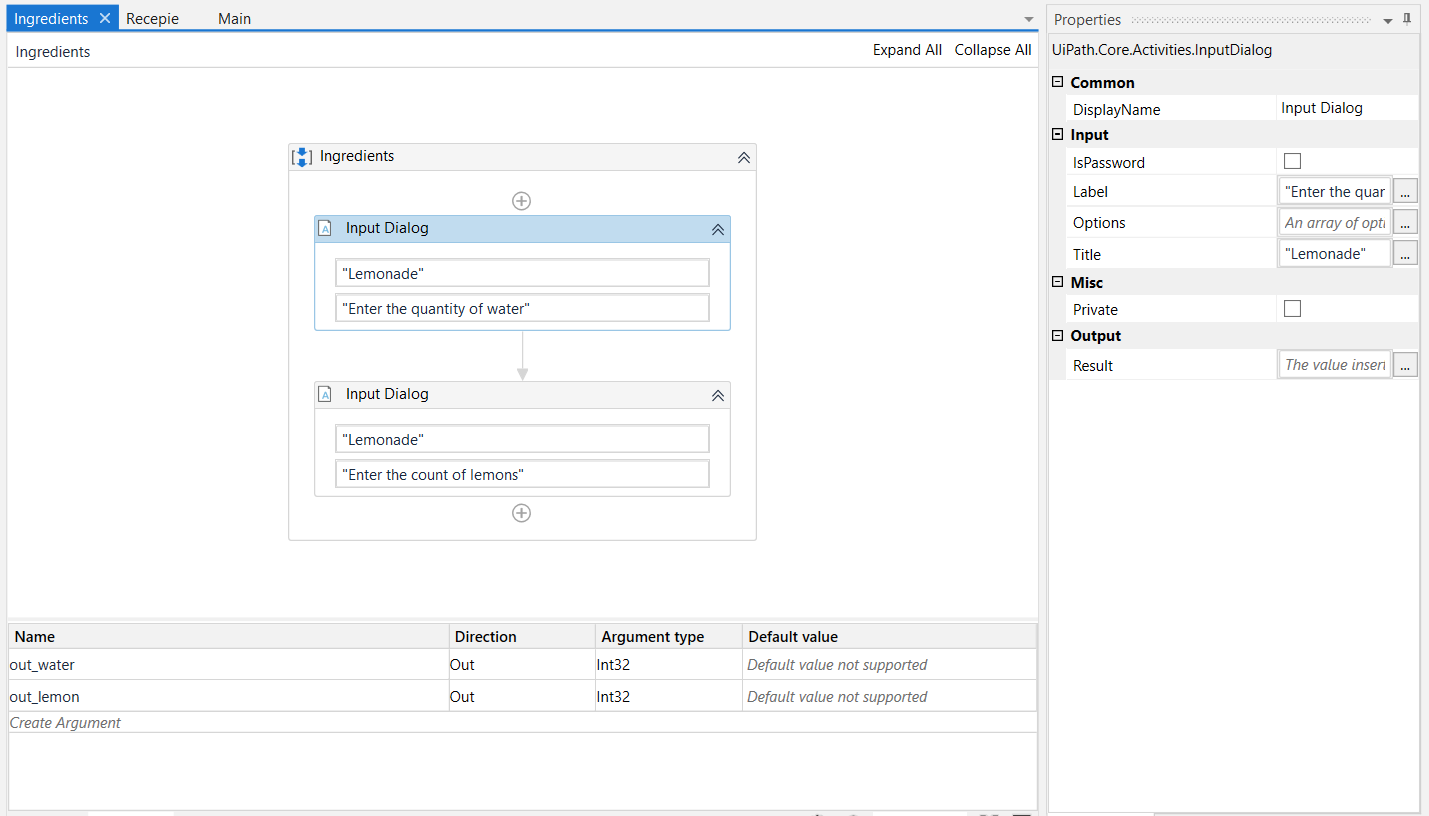 Ingredients Recepie Main
Ingredients Expand All Collapse All
Ingredients
Input Dialog
"Lemonade"
"Enter the quantity of water"
Input Dialog
"Lemonade"
"Enter the count of lemons"
Name Direction Argument type Default value
out_water Out Int32 Default value not supported
out_lemon Out Int32 Default value not supported
Create Argument
Properties
UiPath.Core.Activities.InputDialog
Common
DisplayName Input Dialog
Input
IsPassword
Label "Enter the quar ...
Options An array of opti ...
Title "Lemonade" ...
Misc
Private
Output
Result The value insert ...